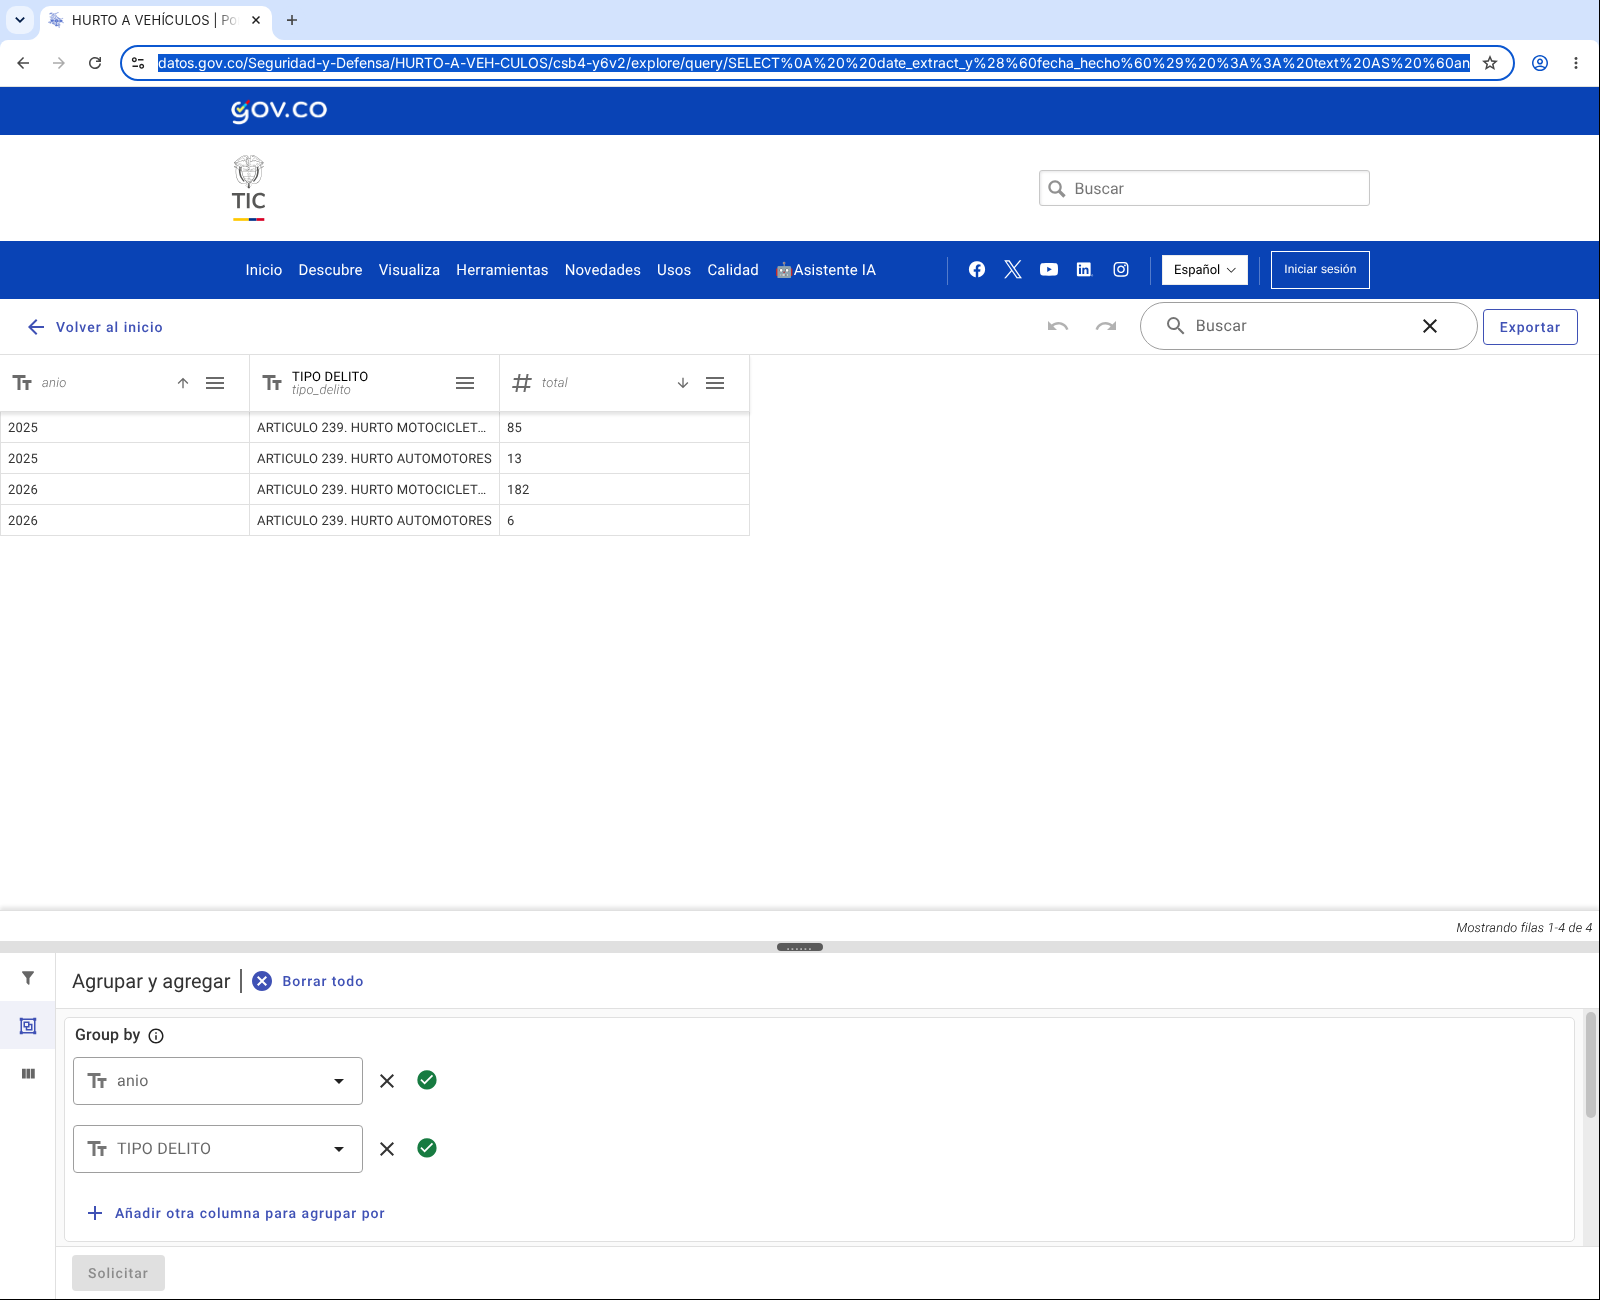 HURTO A VEHÍCULOS | Po
datos.gov.co/Seguridad-y-Defensa/HURTO-A-VEH-CULOS/csb4-y6v2/explore/query/SELECT%0A%20%20date_extract_y%28%60fecha_hecho%60%29%20%3A%3A%20text%20AS%20%60an
GOV.CO
TIC
Buscar
Inicio Descubre Visualiza Herramientas Novedades Usos Calidad 🤖Asistente IA Español Iniciar sesión
Volver al inicio Buscar Exportar
anio TIPO DELITO total
tipo_delito
2025 ARTICULO 239. HURTO MOTOCICLET... 85
2025 ARTICULO 239. HURTO AUTOMOTORES 13
2026 ARTICULO 239. HURTO MOTOCICLET... 182
2026 ARTICULO 239. HURTO AUTOMOTORES 6
Mostrando filas 1-4 de 4
Agrupar y agregar | Borrar todo
Group by
anio
TIPO DELITO
Añadir otra columna para agrupar por
Solicitar